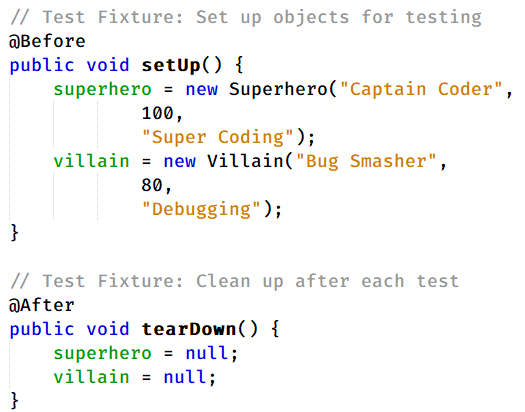 // Test Fixture: Set up objects for testing
@Before
public void setUp() {
    superhero = new Superhero("Captain Coder",
            100,
            "Super Coding");
    villain = new Villain("Bug Smasher",
            80,
            "Debugging");
}

// Test Fixture: Clean up after each test
@After
public void tearDown() {
    superhero = null;
    villain = null;
}